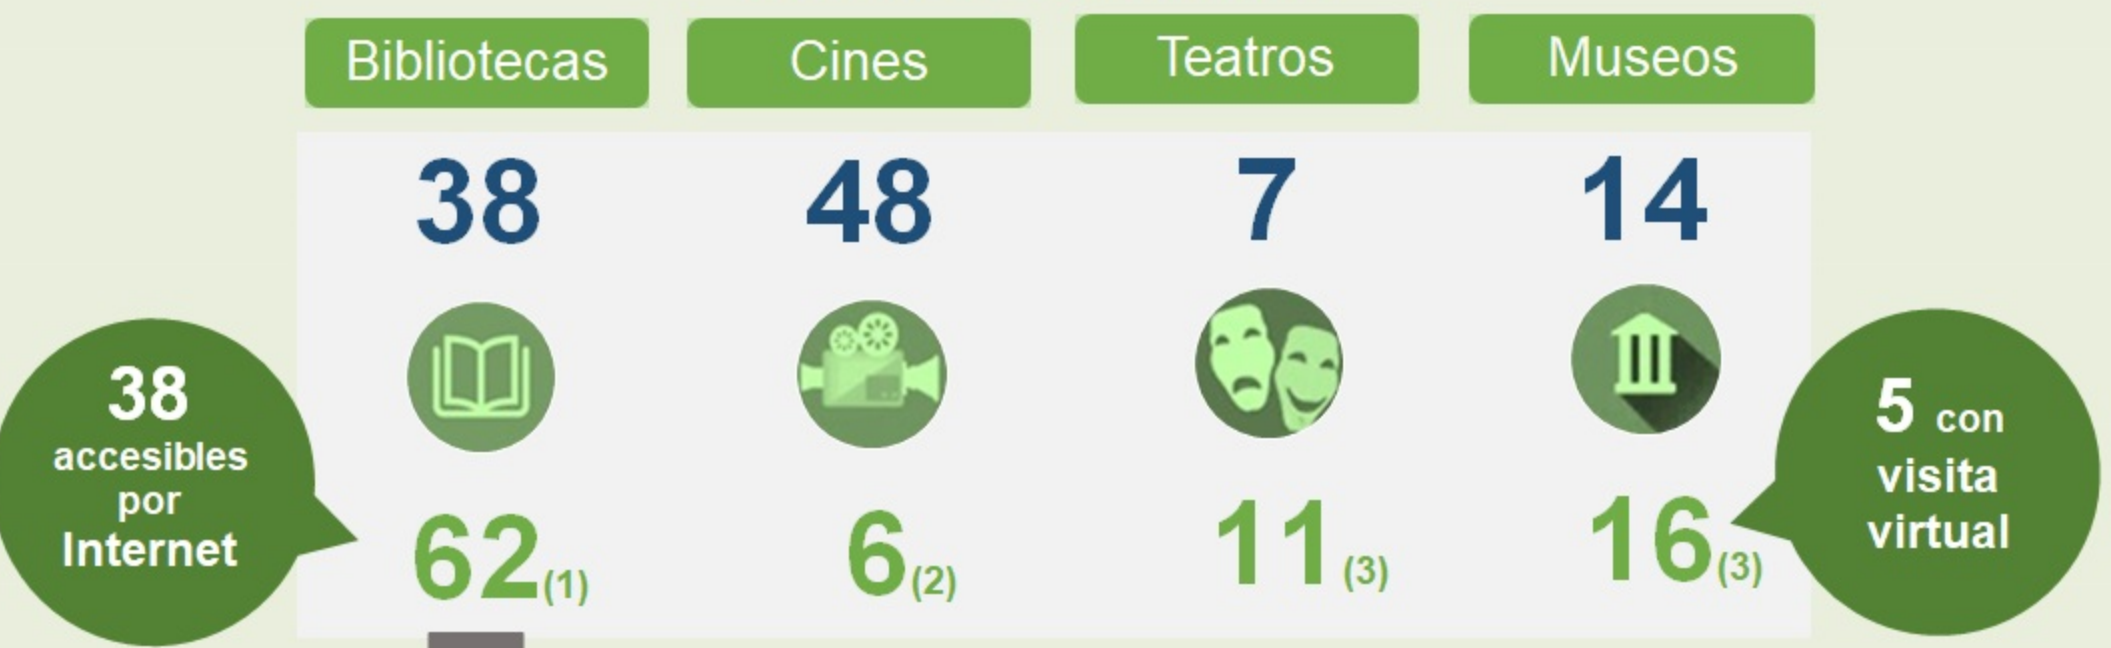 Bibliotecas Cines Teatros Museos
38 48 7 14
38
accesibles
por
Internet
5 con
visita
virtual
62(1) 6(2) 11(3) 16(3)